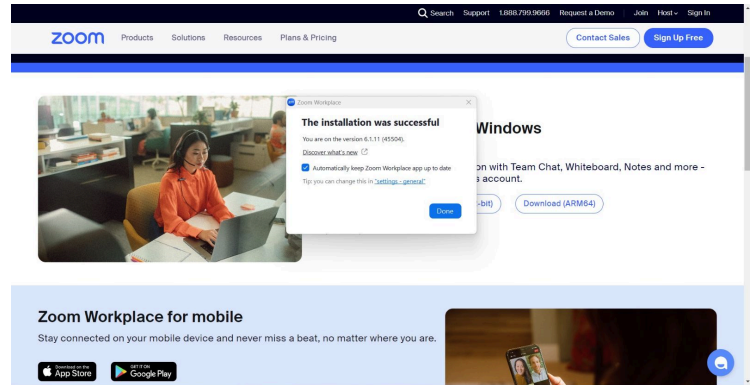 Search Support 1.888.799.9666 Request a Demo Join Host Sign In
zoom Products Solutions Resources Plans & Pricing Contact Sales Sign Up Free
Zoom Workplace
The installation was successful
You are on the version 6.1.11 (45504).
Discover what's new
Automatically keep Zoom Workplace app up to date
Tip: you can change this in "settings - general"
Done
Windows
on with Team Chat, Whiteboard, Notes and more -
s account.
-bit) Download (ARM64)
Zoom Workplace for mobile
Stay connected on your mobile device and never miss a beat, no matter where you are.
Download on the
App Store
GET IT ON
Google Play